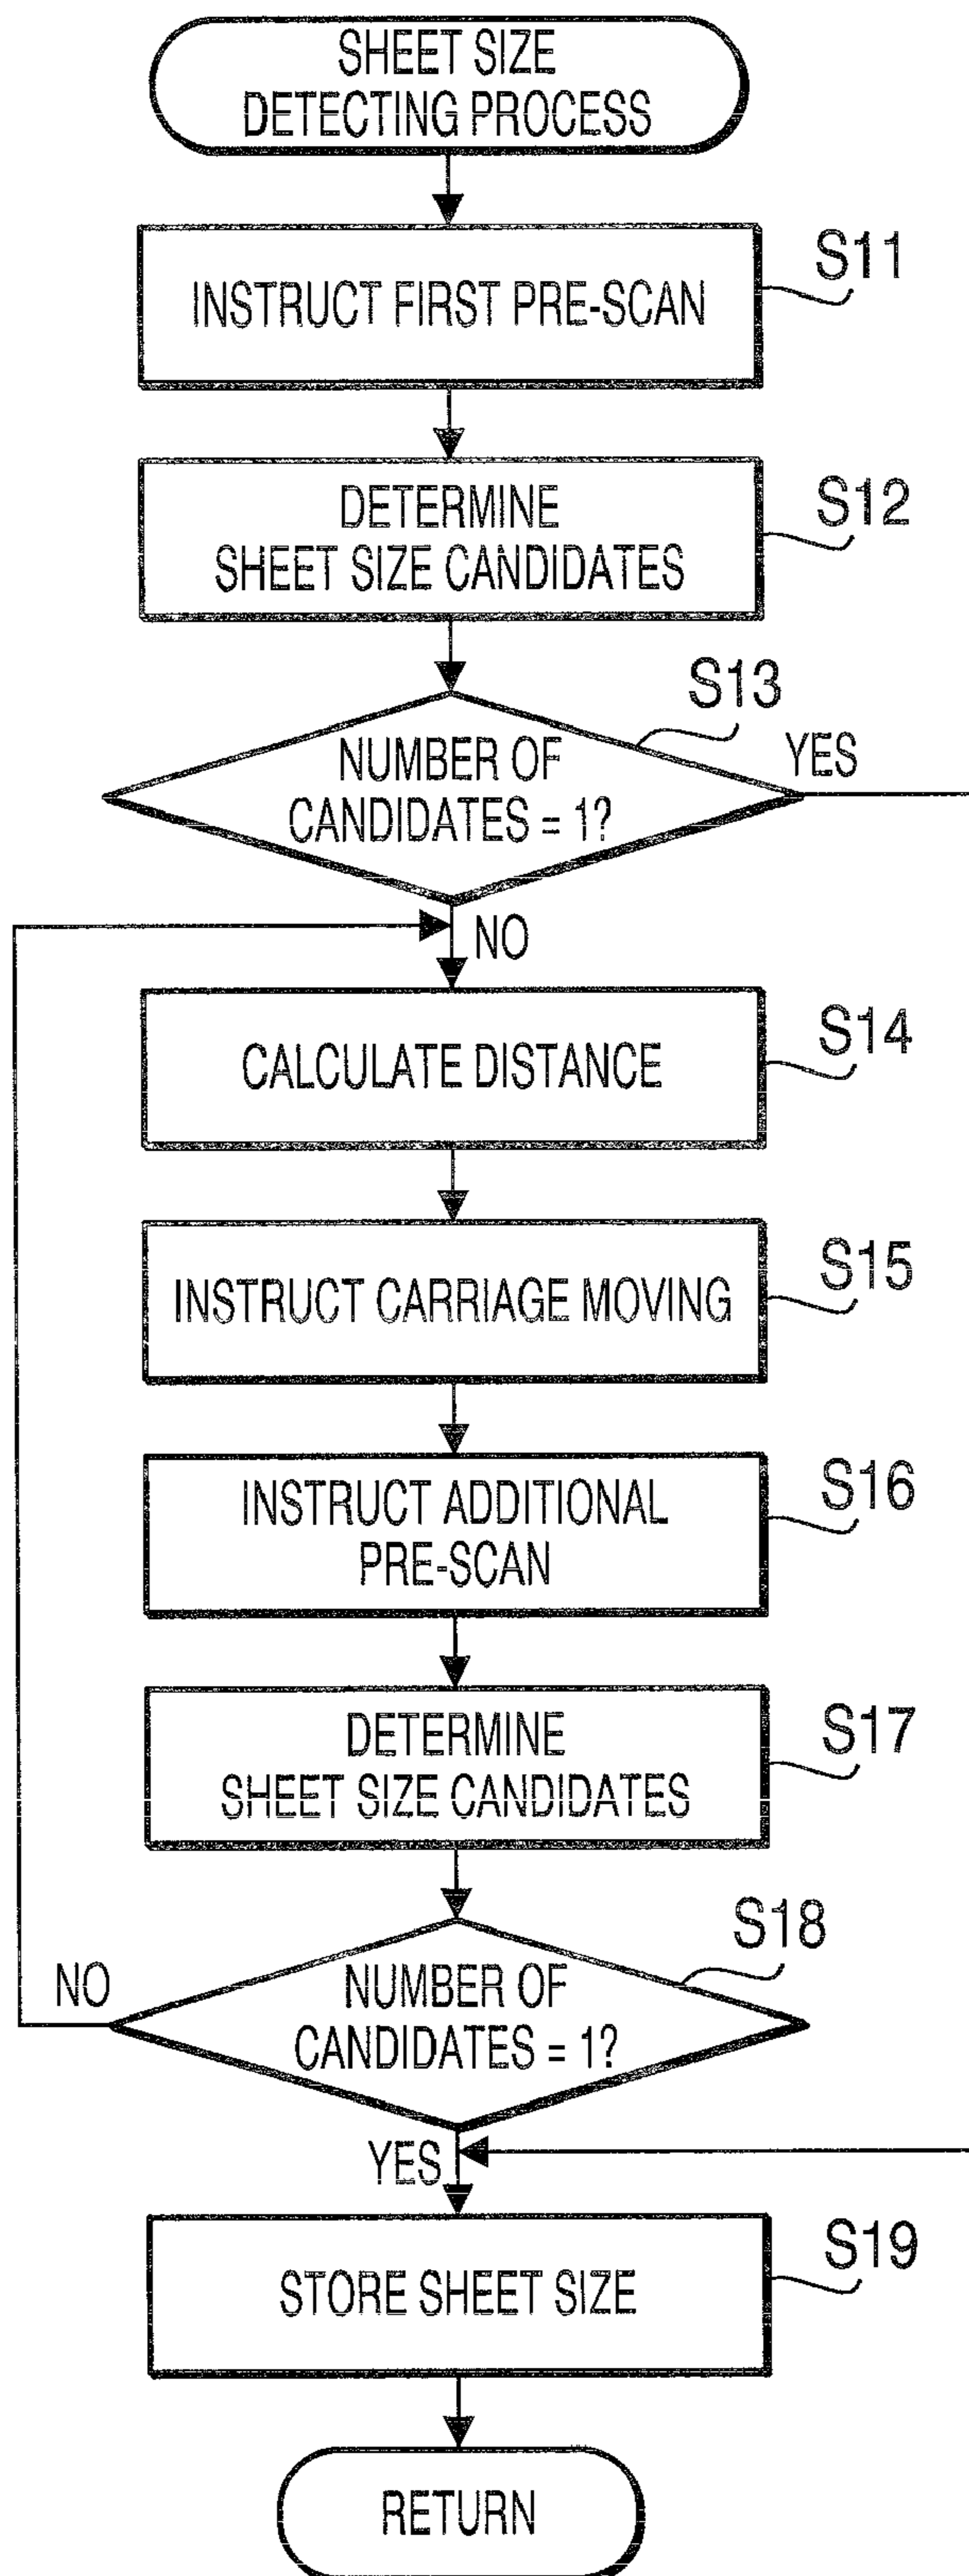 SHEET SIZE
DETECTING PROCESS
S11
INSTRUCT FIRST PRE-SCAN
S12
DETERMINE
SHEET SIZE CANDIDATES
S13
NUMBER OF
CANDIDATES = 1?
YES
NO
S14
CALCULATE DISTANCE
S15
INSTRUCT CARRIAGE MOVING
S16
INSTRUCT ADDITIONAL
PRE-SCAN
S17
DETERMINE
SHEET SIZE CANDIDATES
S18
NO
NUMBER OF
CANDIDATES = 1?
YES
S19
STORE SHEET SIZE
RETURN